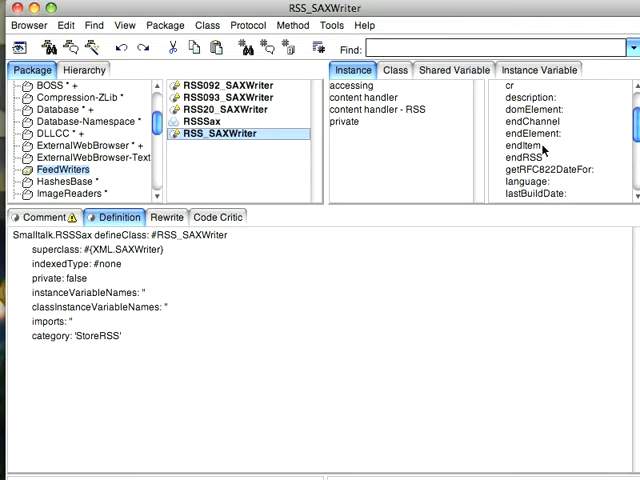 RSS_SAXWriter
Browser Edit Find View Package Class Protocol Method Tools Help
Find:
Package Hierarchy
Instance Class Shared Variable Instance Variable
BOSS * +
Compression-ZLib *
Database * +
Database-Namespace *
DLLCC * +
ExternalWebBrowser * +
ExternalWebBrowser-Text
FeedWriters
HashesBase *
ImageReaders *
RSS092_SAXWriter
RSS093_SAXWriter
RSS20_SAXWriter
RSSSax
RSS_SAXWriter
accessing
content handler
content handler - RSS
private
cr
description:
domElement:
endChannel
endElement:
endItem
endRSS
getRFC822DateFor:
language:
lastBuildDate:
Comment Definition Rewrite Code Critic
Smalltalk.RSSSax defineClass: #RSS_SAXWriter
superclass: #{XML.SAXWriter}
indexedType: #none
private: false
instanceVariableNames: ''
classInstanceVariableNames: ''
imports: ''
category: 'StoreRSS'